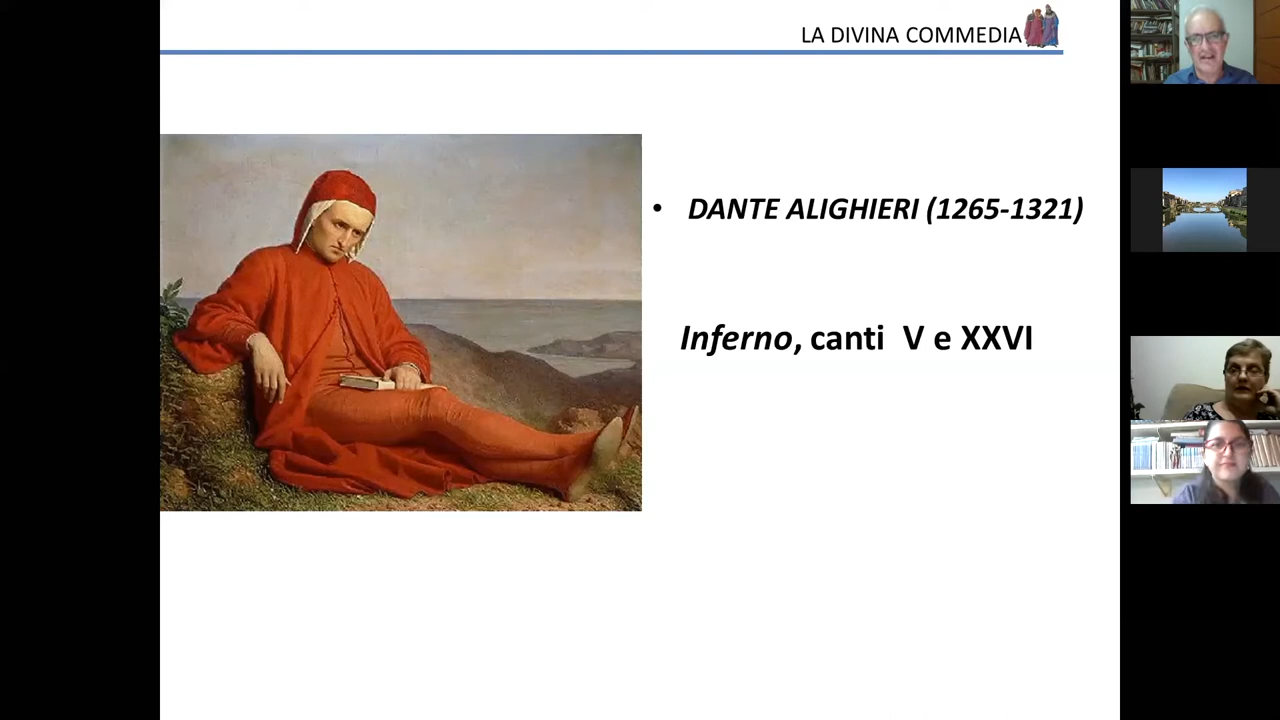 LA DIVINA COMMEDIA
• DANTE ALIGHIERI (1265-1321)
Inferno, canti V e XXVI